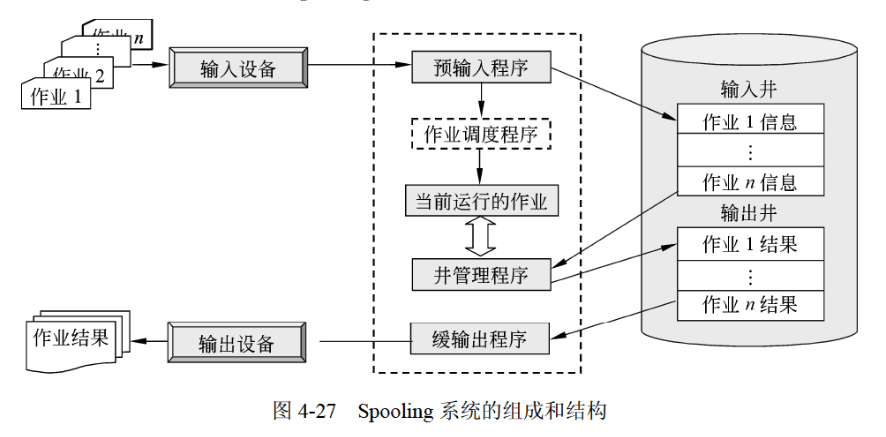 作业 n
⋮
作业 2
作业 1
输入设备
预输入程序
作业调度程序
当前运行的作业
井管理程序
缓输出程序
输入井
作业 1 信息
⋮
作业 n 信息
输出井
作业 1 结果
⋮
作业 n 结果
作业结果
输出设备
图 4-27 Spooling 系统的组成和结构